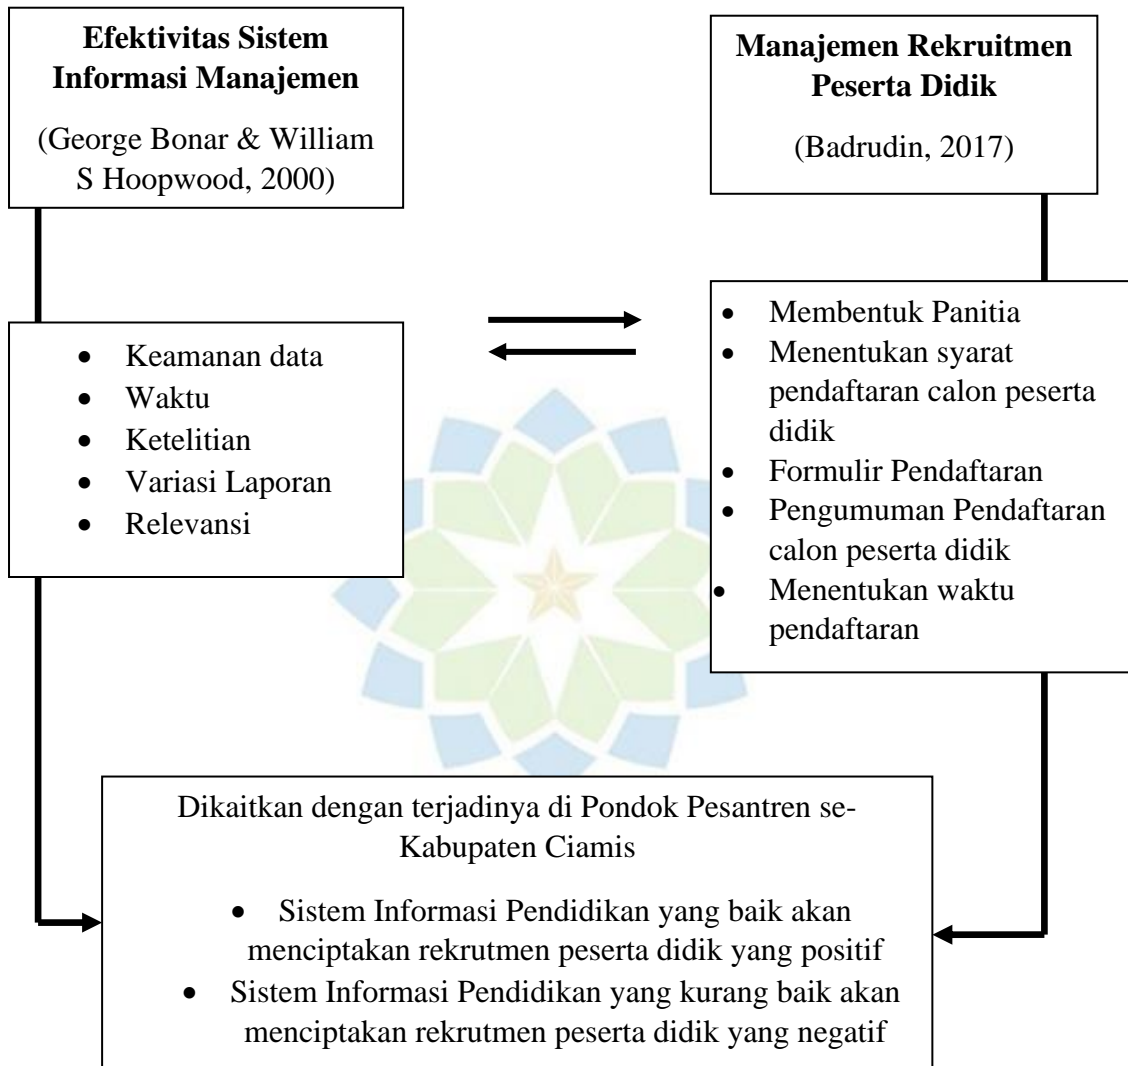 Efektivitas Sistem
Informasi Manajemen
(George Bonar & William
S Hoopwood, 2000)
Manajemen Rekruitmen
Peserta Didik
(Badrudin, 2017)
• Keamanan data
• Waktu
• Ketelitian
• Variasi Laporan
• Relevansi
• Membentuk Panitia
• Menentukan syarat
pendaftaran calon peserta
didik
• Formulir Pendaftaran
• Pengumuman Pendaftaran
calon peserta didik
• Menentukan waktu
pendaftaran
Dikaitkan dengan terjadinya di Pondok Pesantren se-
Kabupaten Ciamis
• Sistem Informasi Pendidikan yang baik akan
menciptakan rekrutmen peserta didik yang positif
• Sistem Informasi Pendidikan yang kurang baik akan
menciptakan rekrutmen peserta didik yang negatif